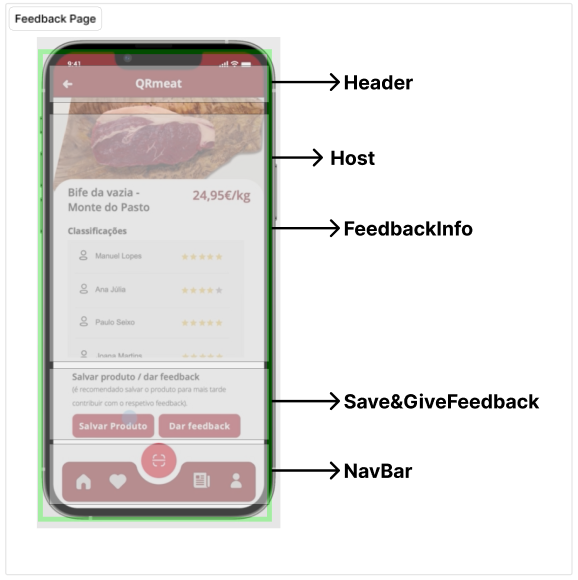 Feedback Page
9:41
QRmeat
Header
Host
Bife da vazia -
Monte do Pasto
24,95€/kg
FeedbackInfo
Classificações
Manuel Lopes
Ana Júlia
Paulo Seixo
Joana Martins
Salvar produto / dar feedback
(é recomendado salvar o produto para mais tarde
contribuir com o respetivo feedback).
Save&GiveFeedback
Salvar Produto
Dar feedback
NavBar